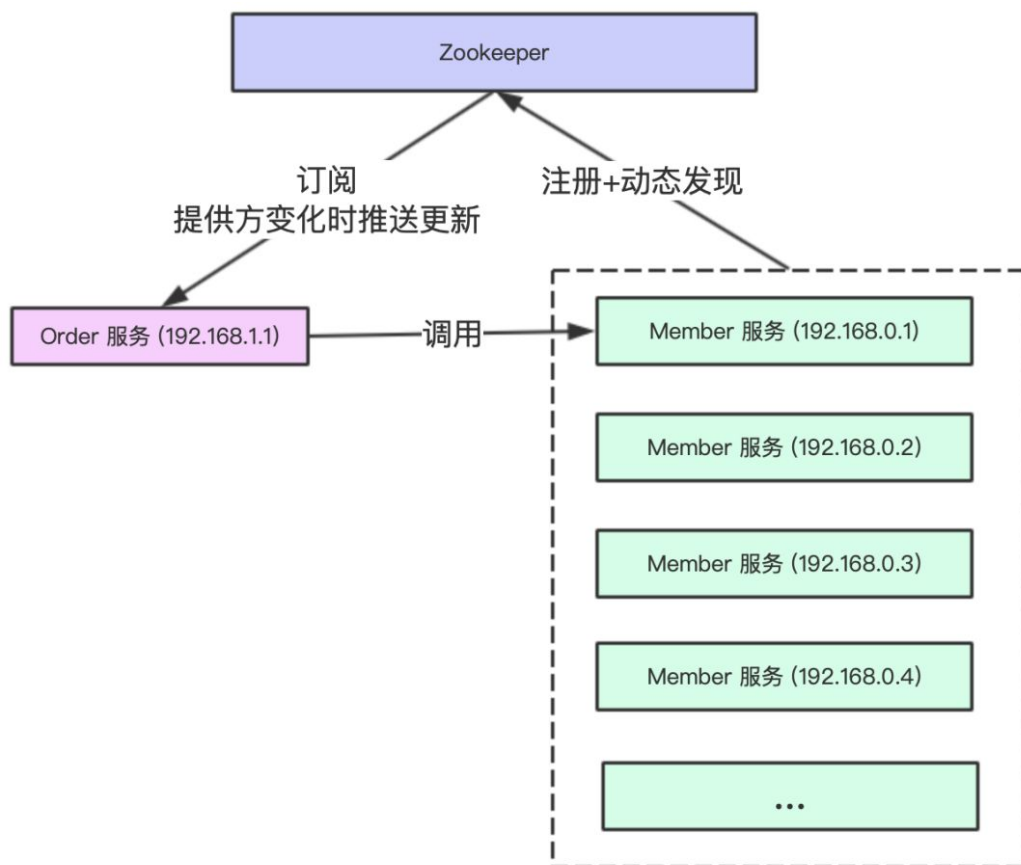 Zookeeper
订阅
提供方变化时推送更新
注册+动态发现
Order 服务 (192.168.1.1)
调用
Member 服务 (192.168.0.1)
Member 服务 (192.168.0.2)
Member 服务 (192.168.0.3)
Member 服务 (192.168.0.4)
...